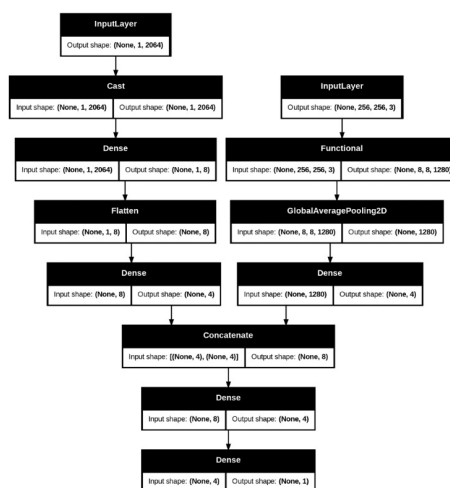 InputLayer
Output shape: (None, 1, 2064)
Cast
Input shape: (None, 1, 2064) Output shape: (None, 1, 2064)
InputLayer
Output shape: (None, 256, 256, 3)
Dense
Input shape: (None, 1, 2064) Output shape: (None, 1, 8)
Functional
Input shape: (None, 256, 256, 3) Output shape: (None, 8, 8, 1280)
Flatten
Input shape: (None, 1, 8) Output shape: (None, 8)
GlobalAveragePooling2D
Input shape: (None, 8, 8, 1280) Output shape: (None, 1280)
Dense
Input shape: (None, 8) Output shape: (None, 4)
Dense
Input shape: (None, 1280) Output shape: (None, 4)
Concatenate
Input shape: [(None, 4), (None, 4)] Output shape: (None, 8)
Dense
Input shape: (None, 8) Output shape: (None, 4)
Dense
Input shape: (None, 4) Output shape: (None, 1)